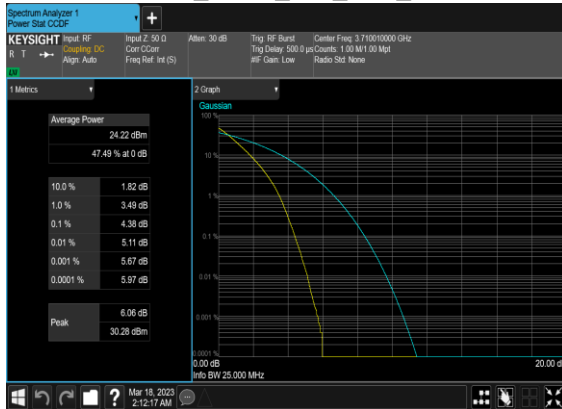 Spectrum Analyzer 1
Power Stat CCDF
KEYSIGHT
R T
LXI
Input: RF
Coupling: DC
Align: Auto
Input Z: 50 Ω
Corr CCorr
Freq Ref: Int (S)
Atten: 30 dB
Trig: RF Burst
Trig Delay: 500.0 µs
#IF Gain: Low
Center Freq: 3.710010000 GHz
Counts: 1.00 M/1.00 Mpt
Radio Std: None
1 Metrics
Average Power
24.22 dBm
47.49 % at 0 dB
10.0 % 1.82 dB
1.0 % 3.49 dB
0.1 % 4.38 dB
0.01 % 5.11 dB
0.001 % 5.67 dB
0.0001 % 5.97 dB
Peak 6.06 dB
30.28 dBm
2 Graph
Gaussian
100 %
10 %
1 %
0.1 %
0.01 %
0.001 %
0.0001 %
0.00 dB 20.00 d
Info BW 25.000 MHz
? Mar 18, 2023
2:12:17 AM